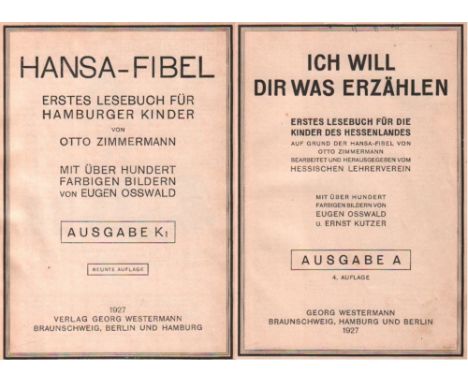 HANSA-FIBEL
ERSTES LESEBUCH FÜR
HAMBURGER KINDER
VON
OTTO ZIMMERMANN
MIT ÜBER HUNDERT
FARBIGEN BILDERN
VON EUGEN OSSWALD
AUSGABE K₁
NEUNTE AUFLAGE
1927
VERLAG GEORG WESTERMANN
BRAUNSCHWEIG, BERLIN UND HAMBURG
ICH WILL
DIR WAS ERZÄHLEN
ERSTES LESEBUCH FÜR DIE
KINDER DES HESSENLANDES
AUF GRUND DER HANSA-FIBEL VON
OTTO ZIMMERMANN
BEARBEITET UND HERAUSGEGEBEN VOM
HESSISCHEN LEHRERVEREIN
MIT ÜBER HUNDERT
FARBIGEN BILDERN VON
EUGEN OSSWALD
U. ERNST KUTZER
AUSGABE A
4. AUFLAGE
GEORG WESTERMANN
BRAUNSCHWEIG, HAMBURG UND BERLIN
1927